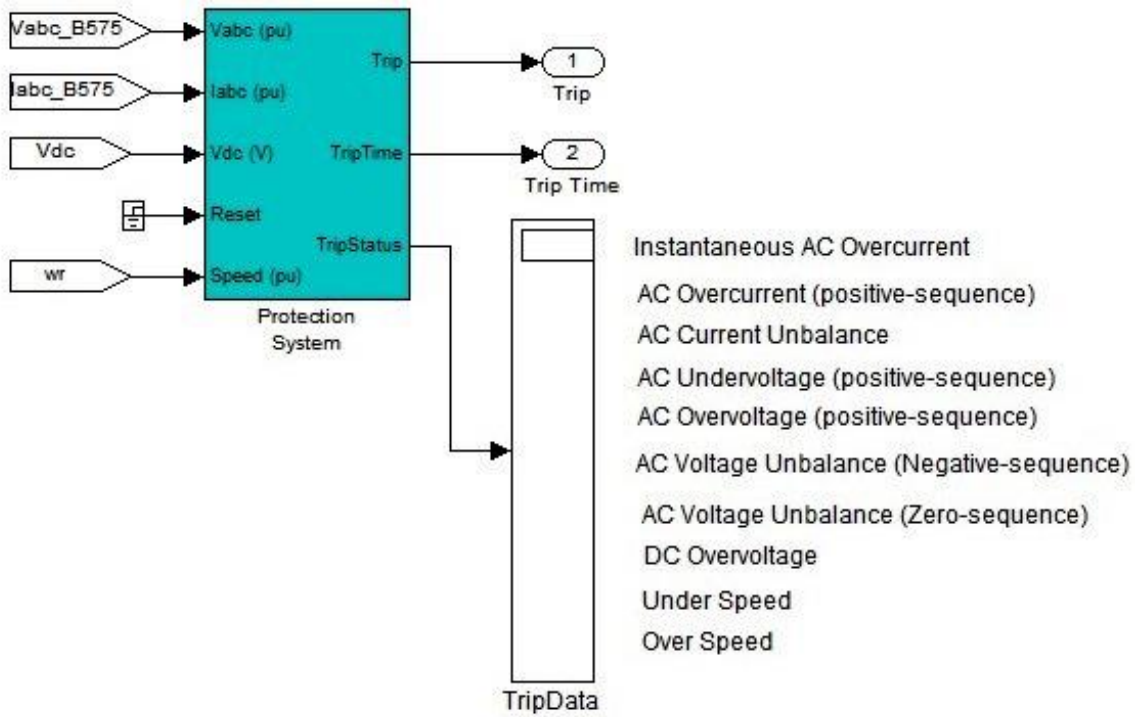 Vabc_B575
Iabc_B575
Vdc
wr
Vabc (pu)
Iabc (pu)
Vdc (V)
Reset
Speed (pu)
Trip
TripTime
TripStatus
Protection
System
1
Trip
2
Trip Time
Instantaneous AC Overcurrent
AC Overcurrent (positive-sequence)
AC Current Unbalance
AC Undervoltage (positive-sequence)
AC Overvoltage (positive-sequence)
AC Voltage Unbalance (Negative-sequence)
AC Voltage Unbalance (Zero-sequence)
DC Overvoltage
Under Speed
Over Speed
TripData